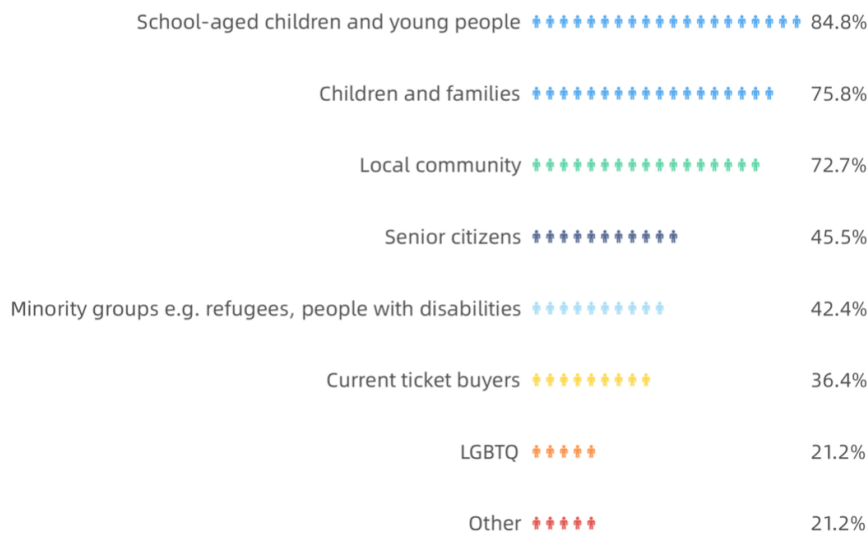 School-aged children and young people 84.8%
Children and families 75.8%
Local community 72.7%
Senior citizens 45.5%
Minority groups e.g. refugees, people with disabilities 42.4%
Current ticket buyers 36.4%
LGBTQ 21.2%
Other 21.2%